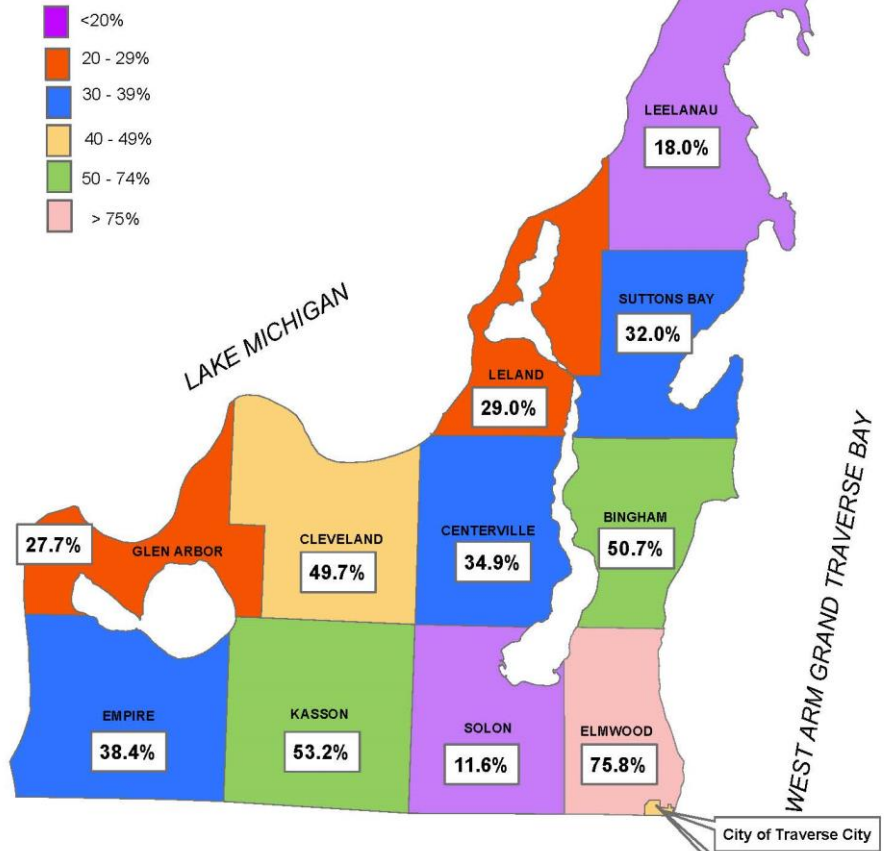 <20%
20 - 29%
30 - 39%
40 - 49%
50 - 74%
> 75%
LEELANAU
18.0%
SUTTONS BAY
32.0%
LAKE MICHIGAN
LELAND
29.0%
WEST ARM GRAND TRAVERSE BAY
27.7%
GLEN ARBOR
CLEVELAND
49.7%
CENTERVILLE
34.9%
BINGHAM
50.7%
EMPIRE
38.4%
KASSON
53.2%
SOLON
11.6%
ELMWOOD
75.8%
City of Traverse City